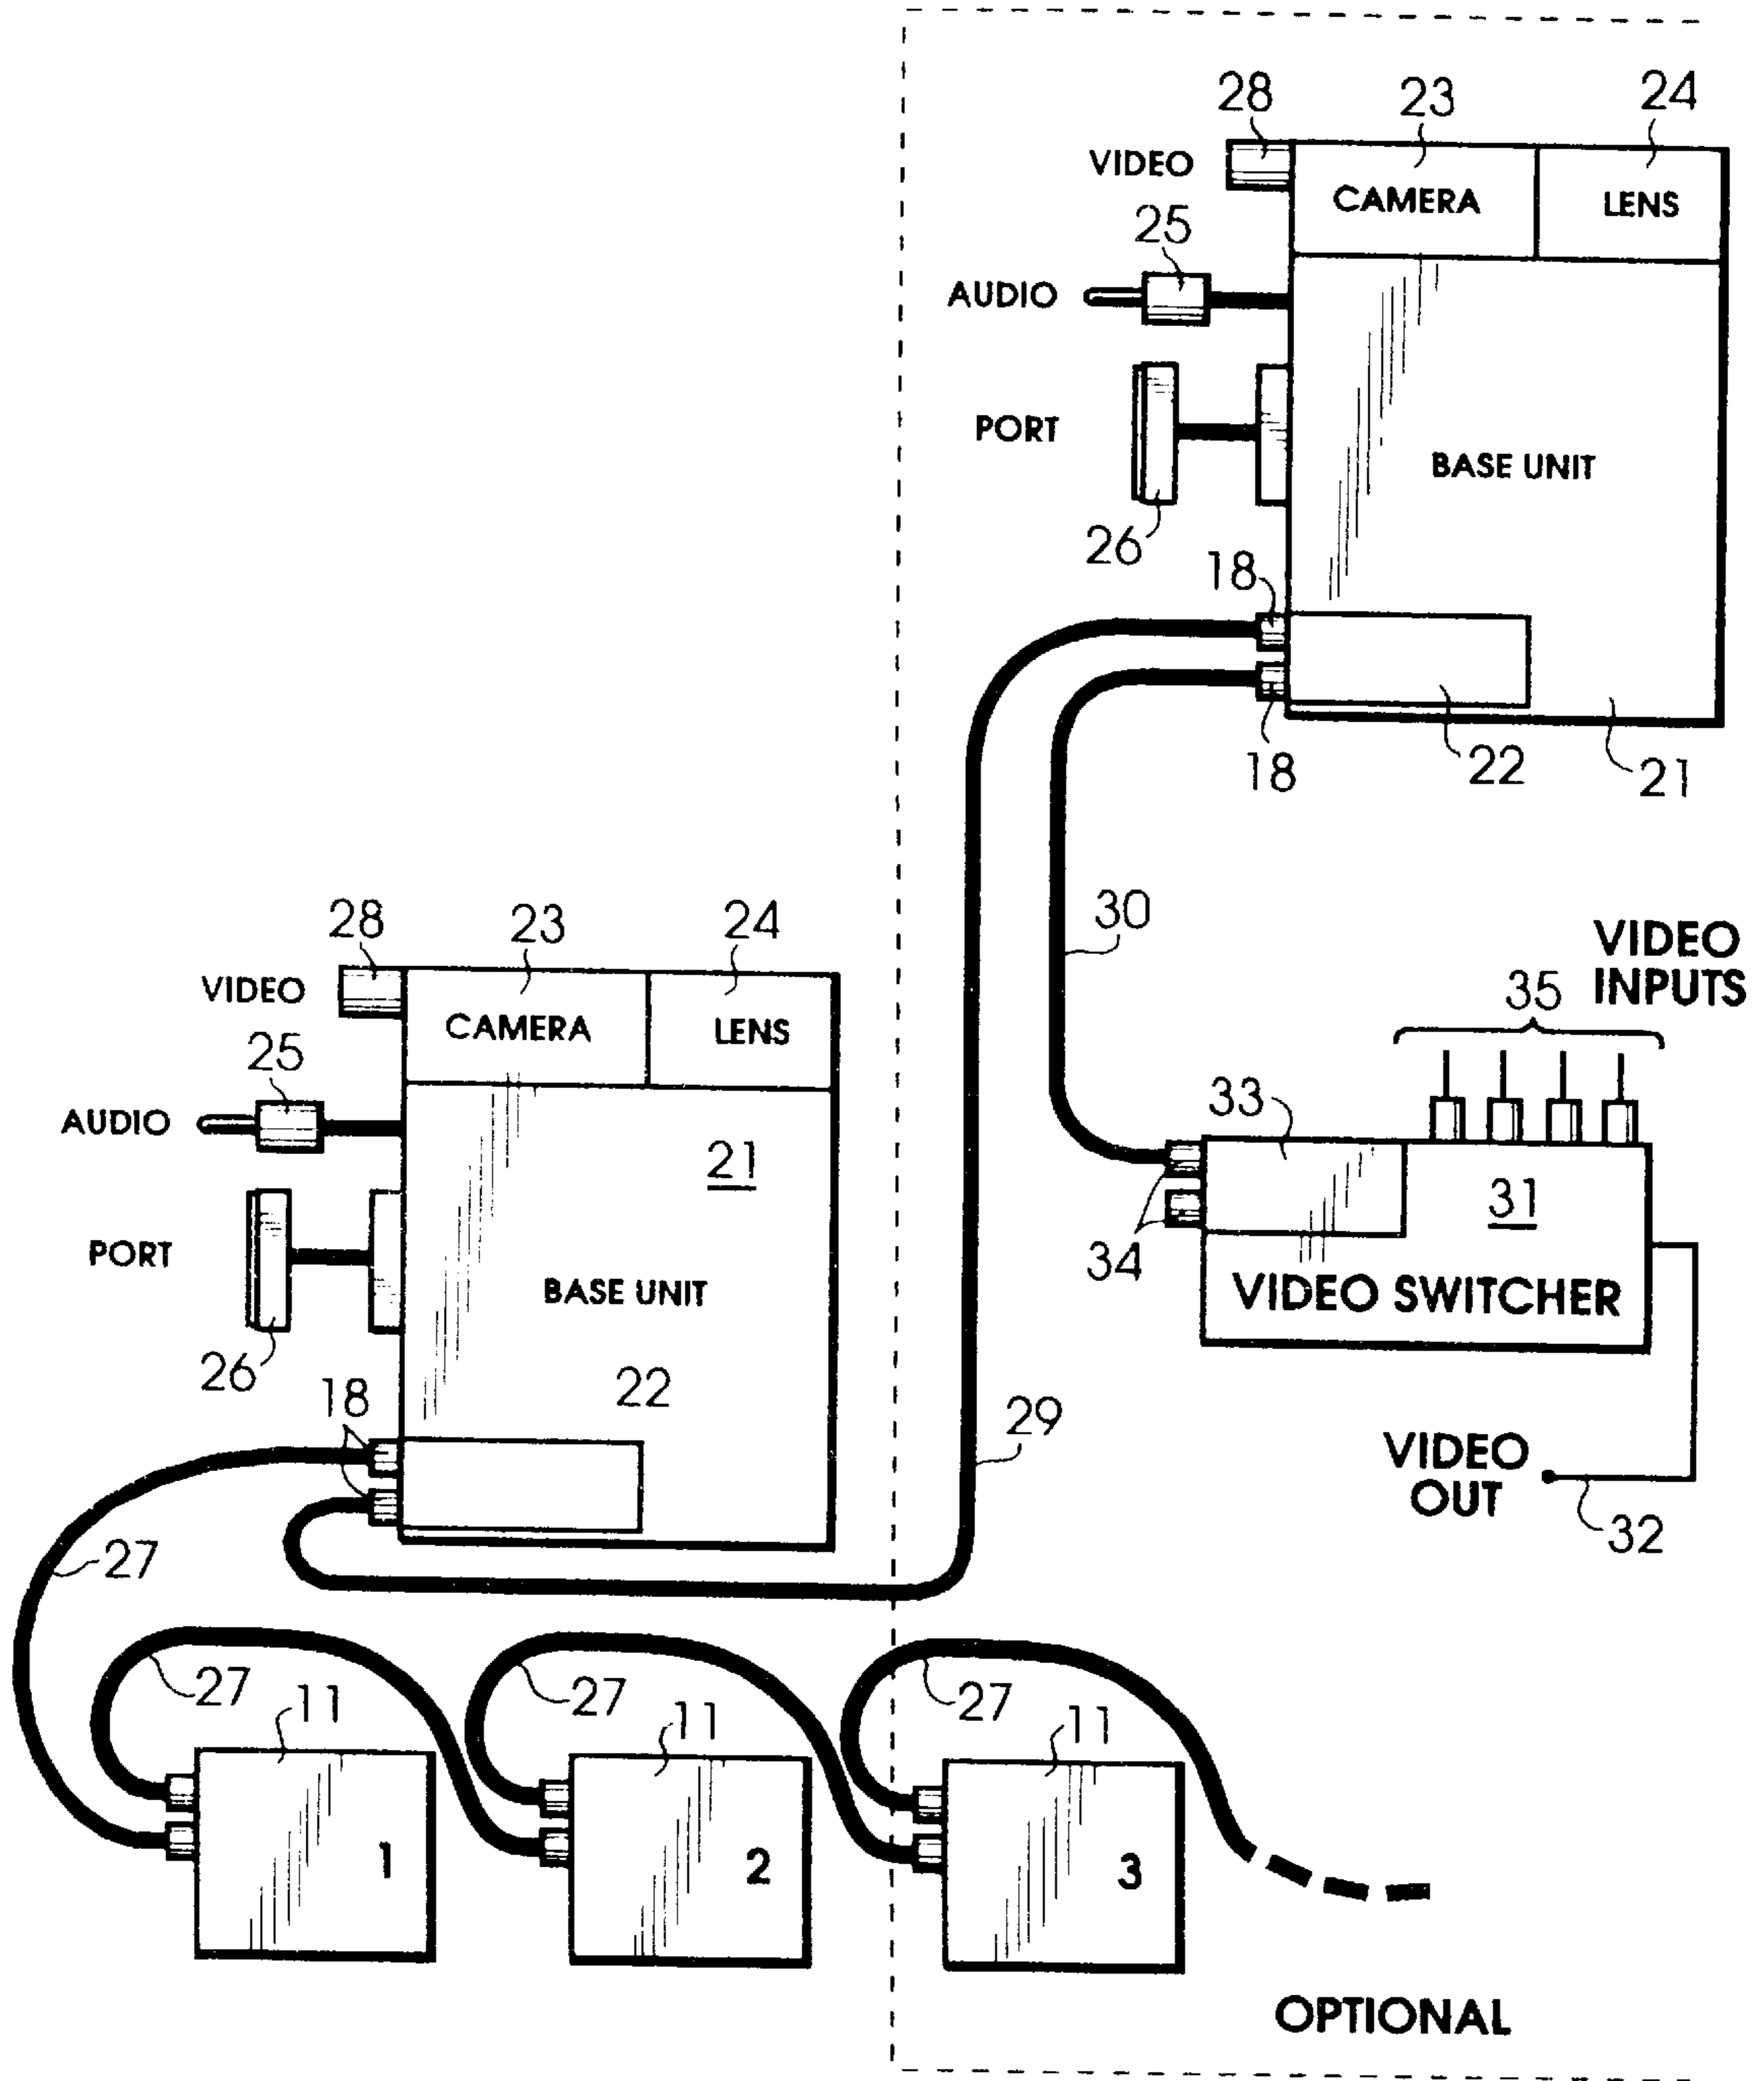 28
23
24
VIDEO
CAMERA
LENS
25
AUDIO
PORT
BASE UNIT
26
18
18
22
21
30
VIDEO
INPUTS
35
28
23
24
VIDEO
CAMERA
LENS
25
AUDIO
21
33
31
PORT
BASE UNIT
34
VIDEO SWITCHER
26
22
18
29
VIDEO
OUT
32
27
27
27
27
11
11
11
1
2
3
OPTIONAL